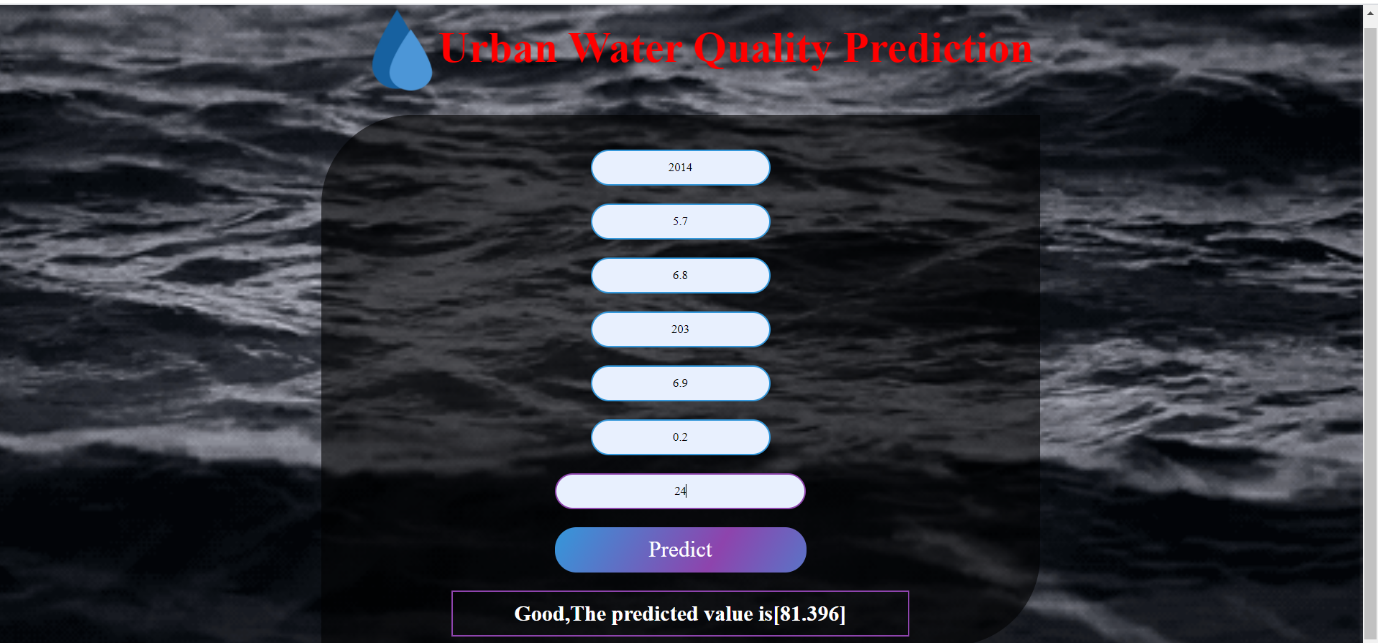 Urban Water Quality Prediction
2014
5.7
6.8
203
6.9
0.2
24
Predict
Good,The predicted value is[81.396]